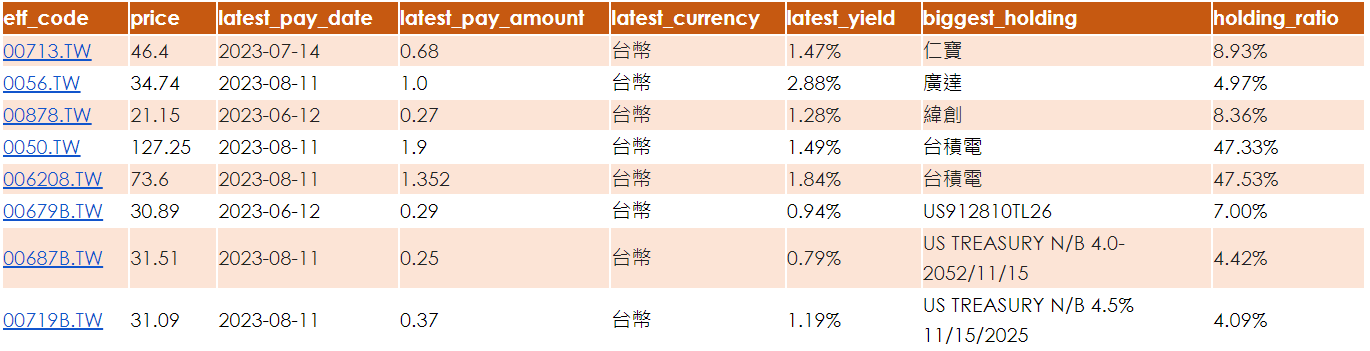 etf_code price latest_pay_date latest_pay_amount latest_currency latest_yield biggest_holding holding_ratio
00713.TW 46.4 2023-07-14 0.68 台幣 1.47% 仁寶 8.93%
0056.TW 34.74 2023-08-11 1.0 台幣 2.88% 廣達 4.97%
00878.TW 21.15 2023-06-12 0.27 台幣 1.28% 緯創 8.36%
0050.TW 127.25 2023-08-11 1.9 台幣 1.49% 台積電 47.33%
006208.TW 73.6 2023-08-11 1.352 台幣 1.84% 台積電 47.53%
00679B.TW 30.89 2023-06-12 0.29 台幣 0.94% US912810TL26 7.00%
00687B.TW 31.51 2023-08-11 0.25 台幣 0.79% US TREASURY N/B 4.0-
2052/11/15 4.42%
00719B.TW 31.09 2023-08-11 0.37 台幣 1.19% US TREASURY N/B 4.5%
11/15/2025 4.09%